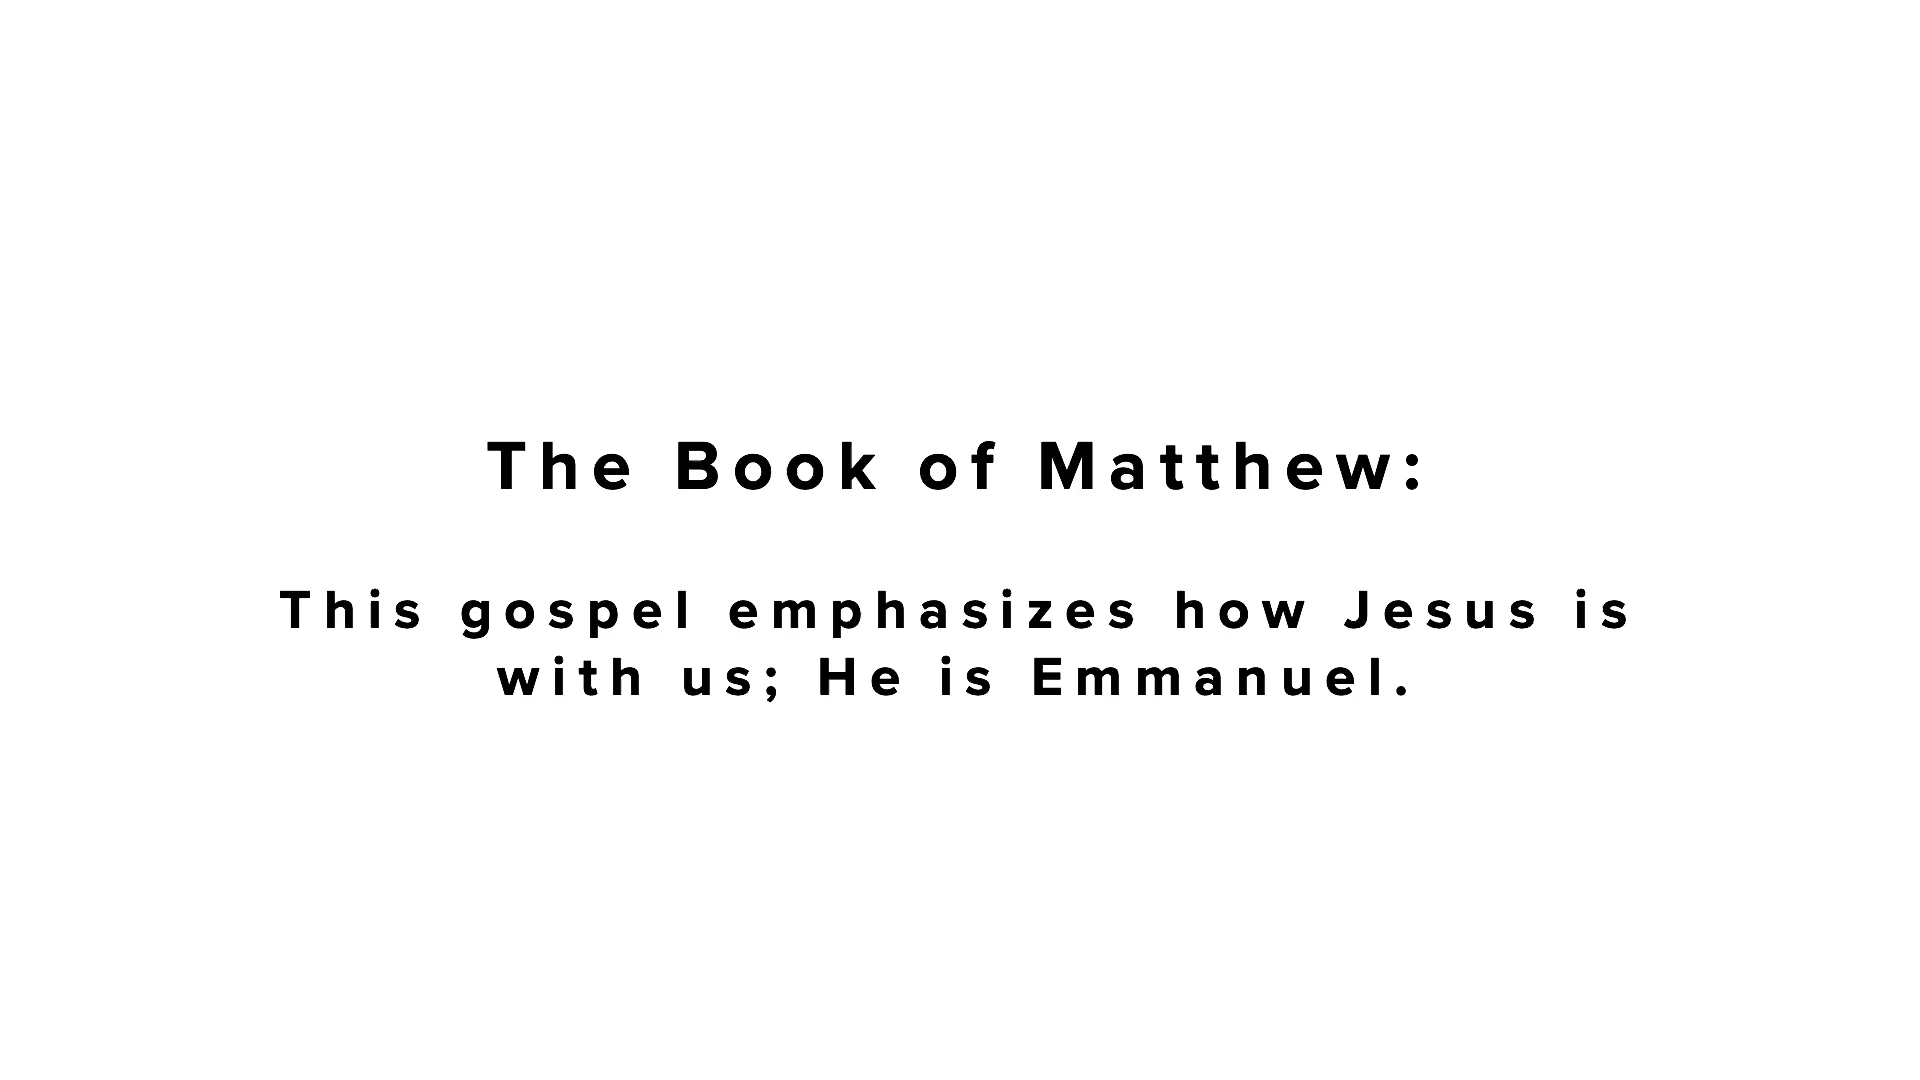 The Book of Matthew:
This gospel emphasizes how Jesus is
with us; He is Emmanuel.